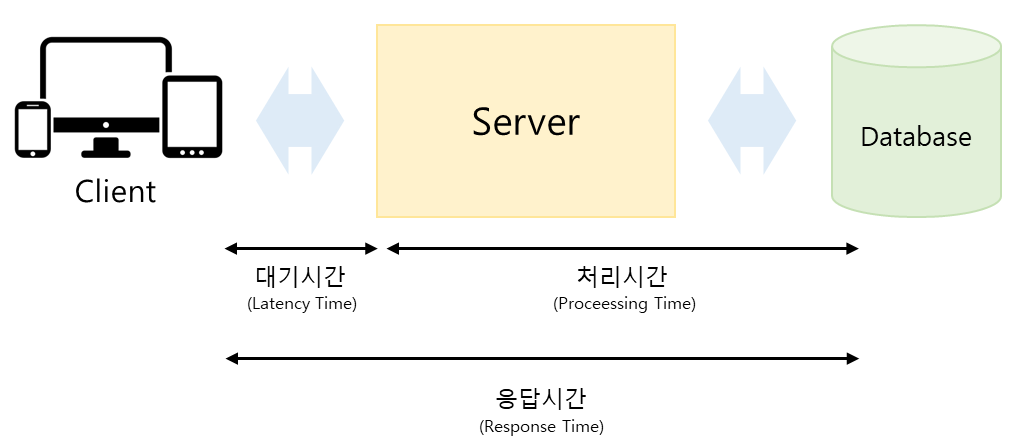 Server
Database
Client
대기시간
(Latency Time)
처리시간
(Proceessing Time)
응답시간
(Response Time)